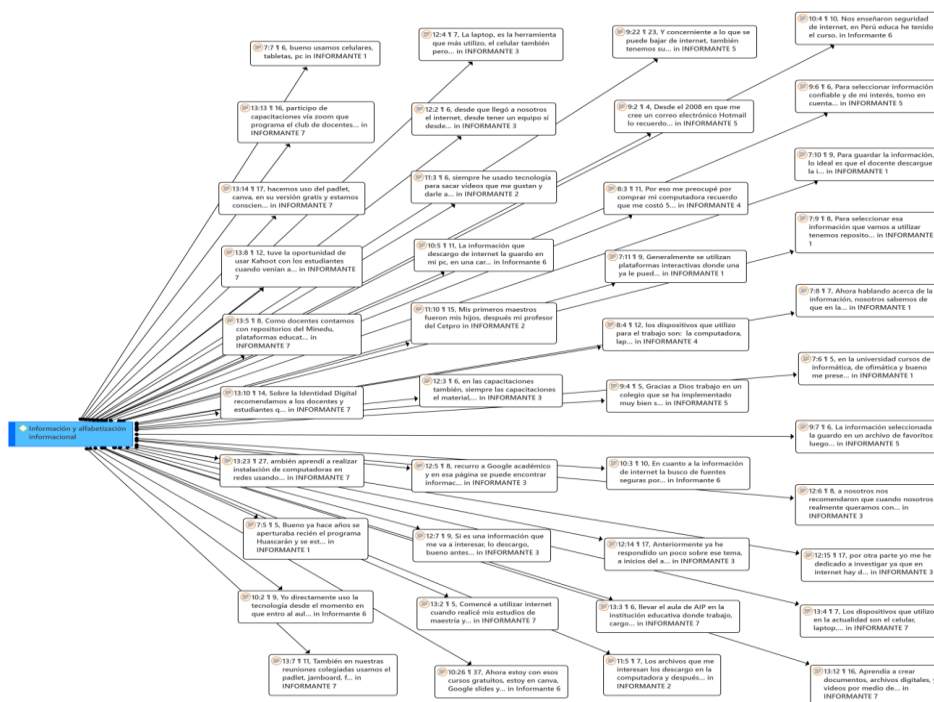 7:7 ¶ 6, bueno usamos celulares,
tabletas, pc in INFORMANTE 1
12:4 ¶ 7, La laptop, es la herramienta
que más utilizo, el celular también
pero... in INFORMANTE 3
9:22 ¶ 23, Y concerniente a lo que se
puede bajar de internet, también
tenemos su... in INFORMANTE 5
10:4 ¶ 10, Nos enseñaron seguridad
de internet, en Perú educa he tenido
el curso. in Informante 6
13:13 ¶ 16, participo de
capacitaciones vía zoom que
programa el club de docentes... in
INFORMANTE 7
12:2 ¶ 6, desde que llegó a nosotros
el internet, desde tener un equipo si
desde... in INFORMANTE 3
9:2 ¶ 4, Desde el 2008 en que me
cree un correo electrónico Hotmail
lo recuerdo... in INFORMANTE 5
9:6 ¶ 6, Para seleccionar información
confiable y de mi interés, tomo en
cuenta... in INFORMANTE 5
13:14 ¶ 17, hacemos uso del padlet,
canva, en su versión gratis y estamos
conscien... in INFORMANTE 7
11:3 ¶ 6, siempre he usado tecnología
para sacar videos que me gustan y
darle a... in INFORMANTE 2
8:3 ¶ 11, Por eso me preocupé por
comprar mi computadora recuerdo
que me costó 5... in INFORMANTE 4
7:10 ¶ 9, Para guardar la información,
lo ideal es que el docente descargue
la i... in INFORMANTE 1
13:8 ¶ 12, tuve la oportunidad de
usar Kahoot con los estudiantes
cuando venían a... in INFORMANTE
7
10:5 ¶ 11, La información que
descargo de internet la guardo en
mi pc, en una car... in Informante 6
7:11 ¶ 9, Generalmente se utilizan
plataformas interactivas donde una
ya le pued... in INFORMANTE 1
7:9 ¶ 8, Para seleccionar esa
información que vamos a utilizar
tenemos reposito... in INFORMANTE
1
13:5 ¶ 8, Como docentes contamos
con repositorios del Minedu,
plataformas educat... in
INFORMANTE 7
11:10 ¶ 15, Mis primeros maestros
fueron mis hijos, después mi profesor
del Cetpro in INFORMANTE 2
8:4 ¶ 12, los dispositivos que utilizo
para el trabajo son: la computadora,
lap... in INFORMANTE 4
7:8 ¶ 7, Ahora hablando acerca de la
información, nosotros sabemos de
que en la... in INFORMANTE 1
13:10 ¶ 14, Sobre la Identidad Digital
recomendamos a los docentes y
estudiantes q... in INFORMANTE 7
12:3 ¶ 6, en las capacitaciones
también, siempre las capacitaciones
el material,... in INFORMANTE 3
9:4 ¶ 5, Gracias a Dios trabajo en un
colegio que se ha implementado
muy bien s... in INFORMANTE 5
7:6 ¶ 5, en la universidad cursos de
informática, de ofimática y bueno
me prese... in INFORMANTE 1
Información y alfabetización
informacional
9:7 ¶ 6, La información seleccionada
la guardo en un archivo de favoritos
luego... in INFORMANTE 5
13:23 ¶ 27, ambién aprendí a realizar
instalación de computadoras en
redes usando... in INFORMANTE 7
12:5 ¶ 8, recurro a Google académico
y en esa página se puede encontrar
informac... in INFORMANTE 3
10:3 ¶ 10, En cuanto a la información
de internet la busco de fuentes
seguras por... in Informante 6
12:6 ¶ 8, a nosotros nos
recomendaron que cuando nosotros
realmente queramos con... in
INFORMANTE 3
7:5 ¶ 5, Bueno ya hace años se
aperturaba recién el programa
Huascarán y se est... in
INFORMANTE 1
12:7 ¶ 9, Si es una información que
me va a interesar, lo descargo,
bueno antes... in INFORMANTE 3
12:14 ¶ 17, Anteriormente ya he
respondido un poco sobre ese tema,
a inicios del a... in INFORMANTE 3
12:15 ¶ 17, por otra parte yo me he
dedicado a investigar ya que en
internet hay d... in INFORMANTE 3
10:2 ¶ 9, Yo directamente uso la
tecnología desde el momento en
que entro al aul... in Informante 6
13:2 ¶ 5, Comencé a utilizar internet
cuando realicé mis estudios de
maestría y... in INFORMANTE 7
13:3 ¶ 6, llevar el aula de AIP en la
institución educativa donde trabajo,
cargo... in INFORMANTE 7
13:4 ¶ 7, Los dispositivos que utilizo
en la actualidad son el celular,
laptop,... in INFORMANTE 7
13:7 ¶ 11, También en nuestras
reuniones colegiadas usamos el
padlet, jamboard, f... in
INFORMANTE 7
10:26 ¶ 37, Ahora estoy con esos
cursos gratuitos, estoy en canva,
Google slides y... in Informante 6
11:5 ¶ 7, Los archivos que me
interesan los descargo en la
computadora y después... in
INFORMANTE 2
13:12 ¶ 16, Aprendía a crear
documentos, archivos digitales, y
videos por medio de... in
INFORMANTE 7